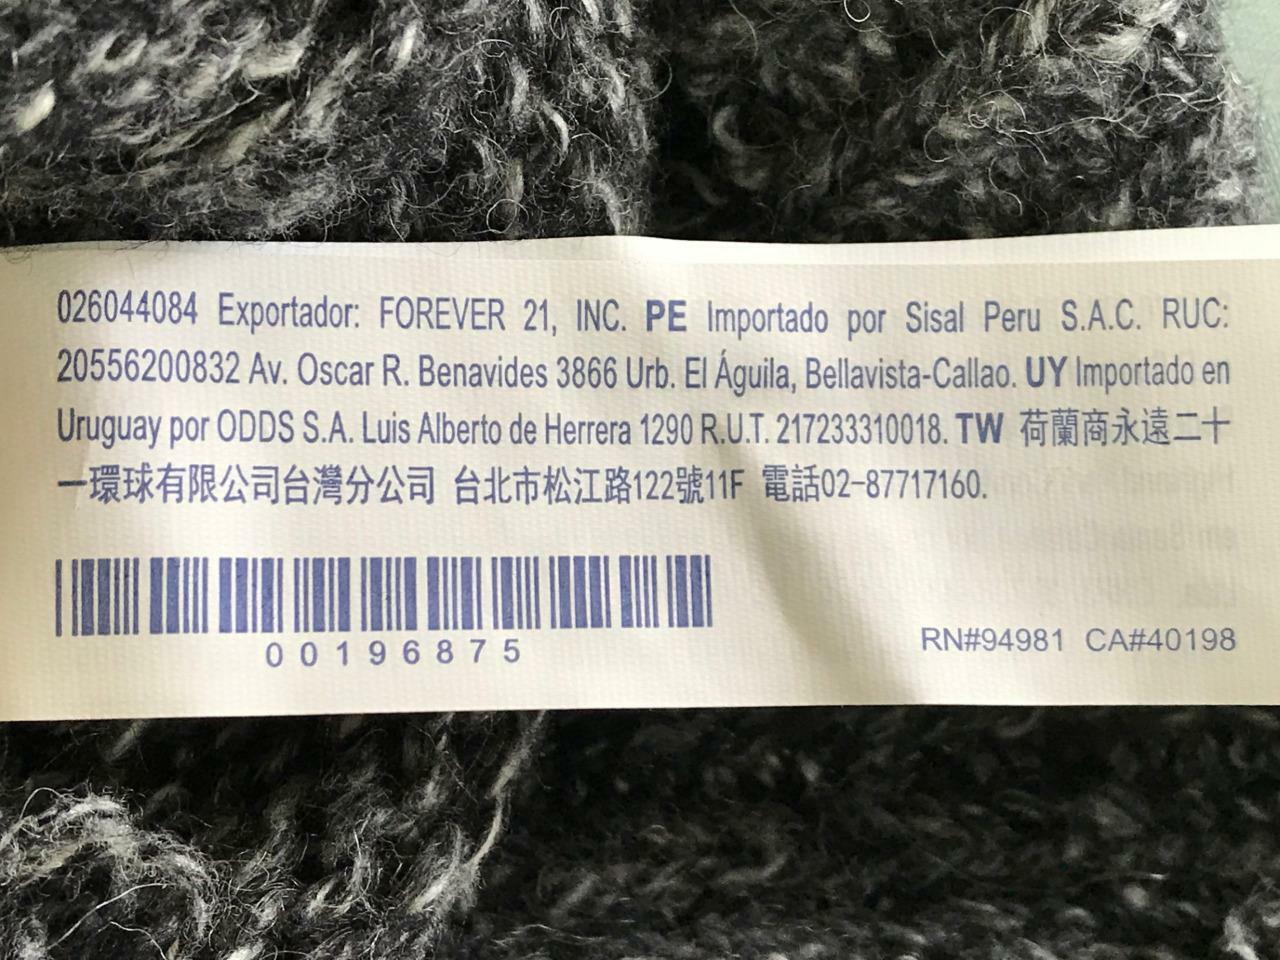 026044084 Exportador: FOREVER 21, INC. PE Importado por Sisal Peru S.A.C. RUC:
20556200832 Av. Oscar R. Benavides 3866 Urb. El Águila, Bellavista-Callao. UY Importado en
Uruguay por ODDS S.A. Luis Alberto de Herrera 1290 R.U.T. 217233310018. TW 荷蘭商永遠二十
一環球有限公司台灣分公司 台北市松江路122號11F 電話02-87717160.
00196875
RN#94981 CA#40198